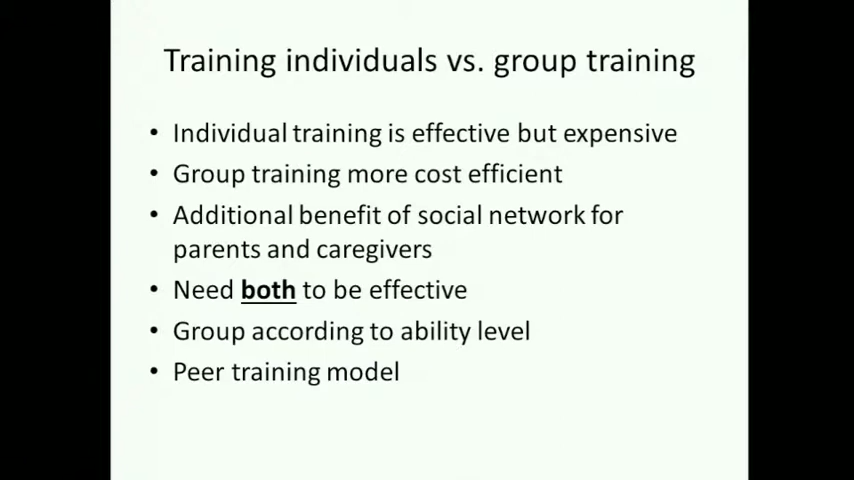 Training individuals vs. group training
• Individual training is effective but expensive
• Group training more cost efficient
• Additional benefit of social network for
parents and caregivers
• Need both to be effective
• Group according to ability level
• Peer training model